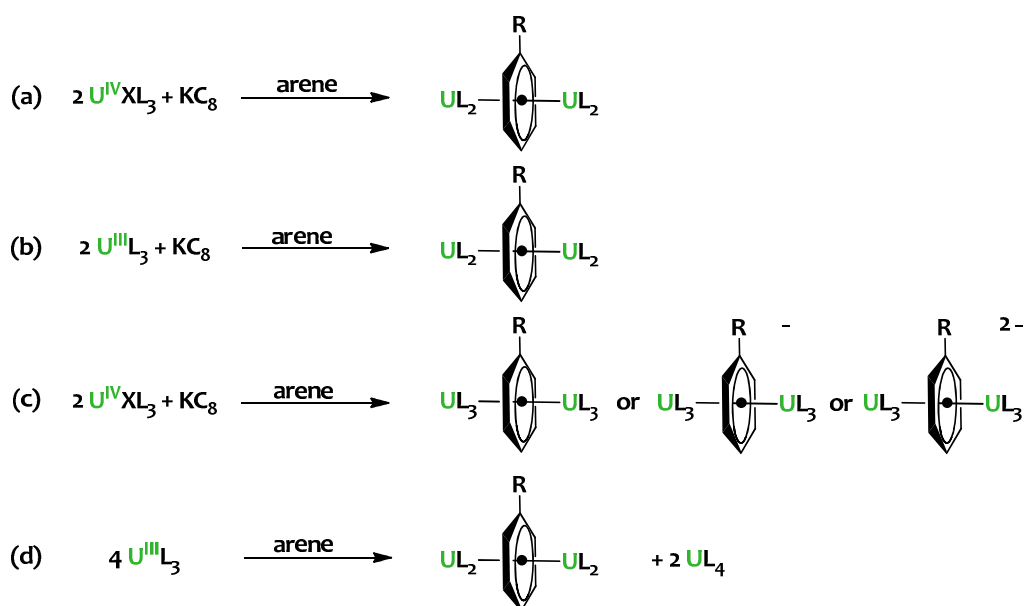 R
(a) 2 UᴵⱽXL₃ + KC₈ arene UL₂ UL₂
R
(b) 2 UᴵᴵᴵL₃ + KC₈ arene UL₂ UL₂
R R - R 2-
(c) 2 UᴵⱽXL₃ + KC₈ arene UL₃ UL₃ or UL₃ UL₃ or UL₃ UL₃
R
(d) 4 UᴵᴵᴵL₃ arene UL₂ UL₂ + 2 UL₄